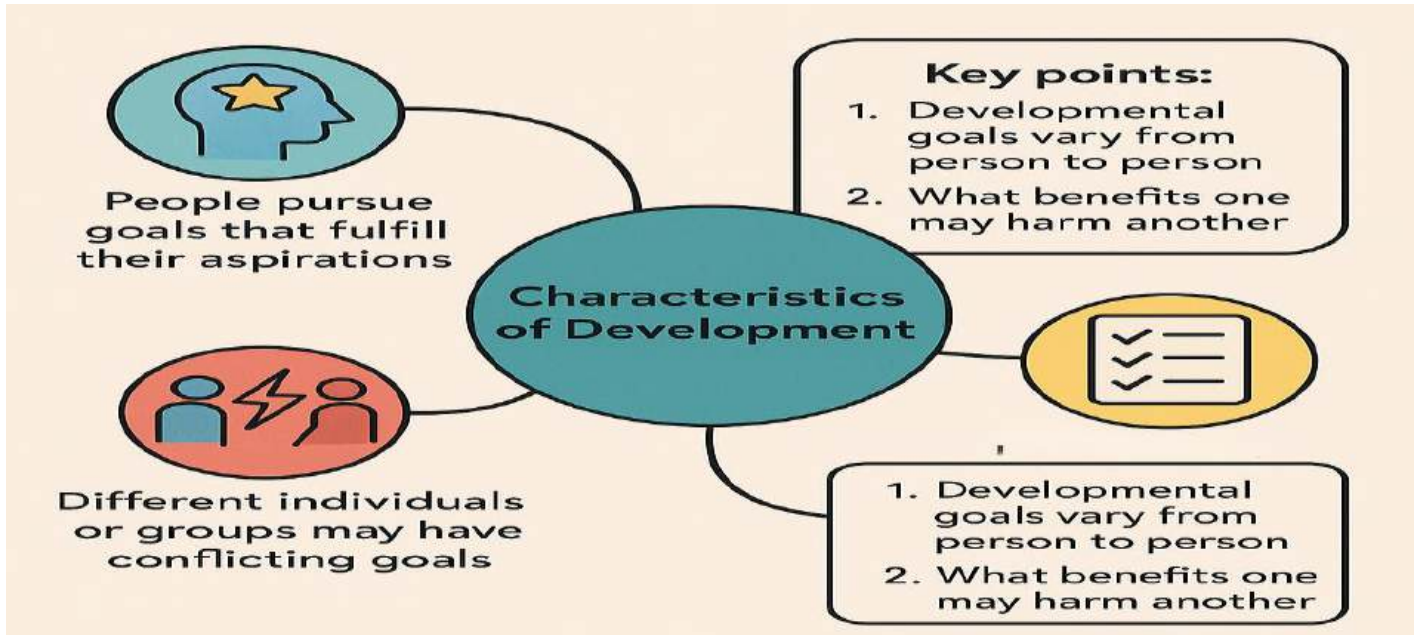 People pursue
goals that fulfill
their aspirations
Key points:
1. Developmental
goals vary from
person to person
2. What benefits one
may harm another
Characteristics
of Development
Different individuals
or groups may have
conflicting goals
1. Developmental
goals vary from
person to person
2. What benefits one
may harm another